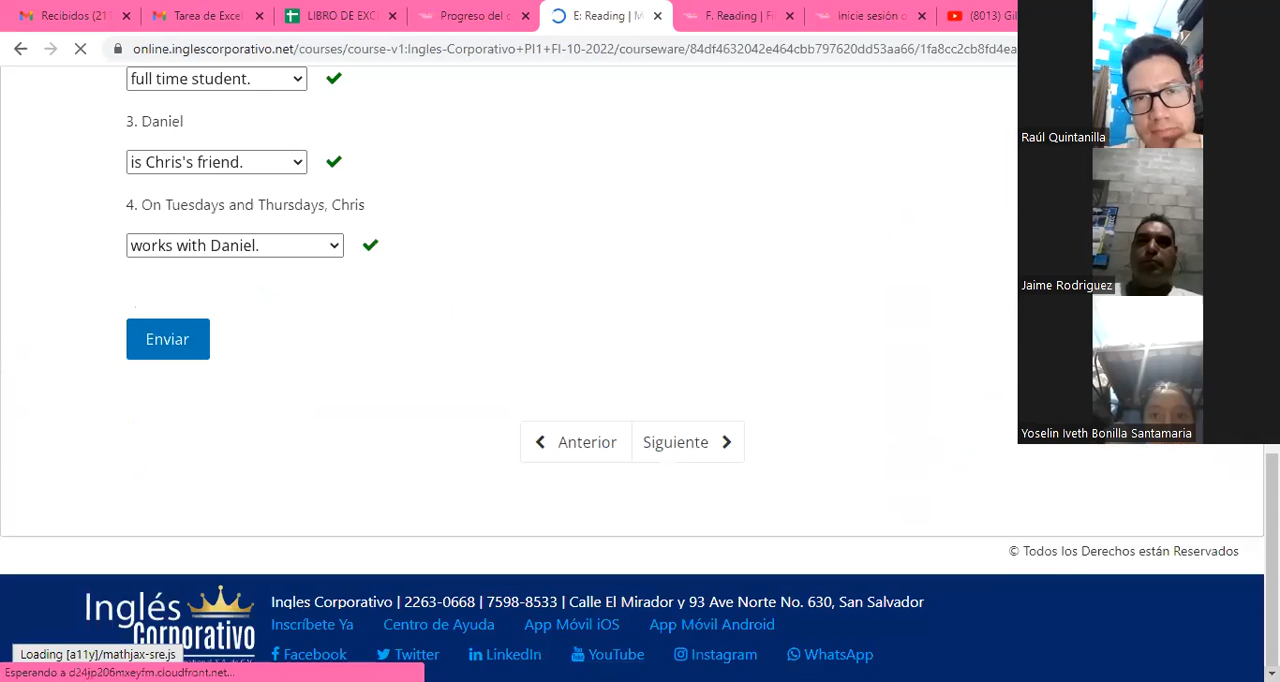 Recibidos (21
Tarea de Exce
LIBRO DE EXC
Progreso del c
E: Reading | M
F. Reading | Fi
Inicie sesión o
(8013) Gil
online.inglescorporativo.net/courses/course-v1:Ingles-Corporativo+PI1+FI-10-2022/courseware/84df4632042e464cbb797620dd53aa66/1fa8cc2cb8fd4ea
full time student.
3. Daniel
is Chris's friend.
4. On Tuesdays and Thursdays, Chris
works with Daniel.
Enviar
Anterior Siguiente
Raúl Quintanilla
Jaime Rodriguez
Yoselin Iveth Bonilla Santamaria
© Todos los Derechos están Reservados
Inglés Corporativo
Ingles Corporativo | 2263-0668 | 7598-8533 | Calle El Mirador y 93 Ave Norte No. 630, San Salvador
Inscríbete Ya Centro de Ayuda App Móvil iOS App Móvil Android
Facebook Twitter LinkedIn YouTube Instagram WhatsApp
Loading [a11y]/mathjax-sre.js
Esperando a d24jp206mxeyfm.cloudfront.net...